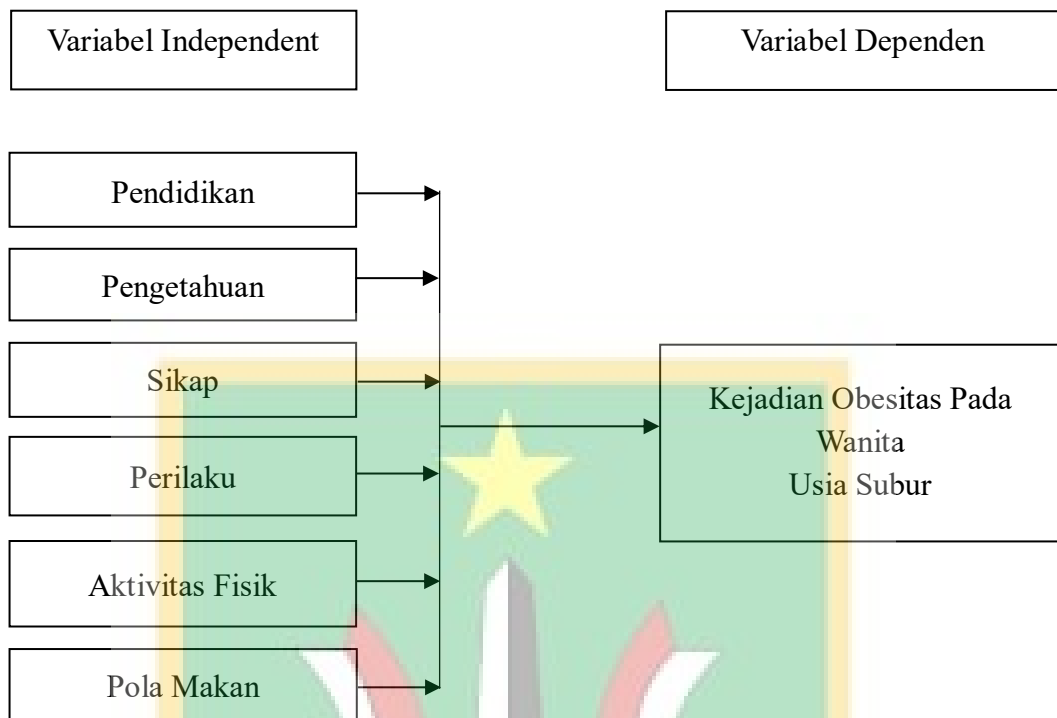 Variabel Independent
Variabel Dependen
Pendidikan
Pengetahuan
Sikap
Perilaku
Aktivitas Fisik
Pola Makan
Kejadian Obesitas Pada
Wanita
Usia Subur